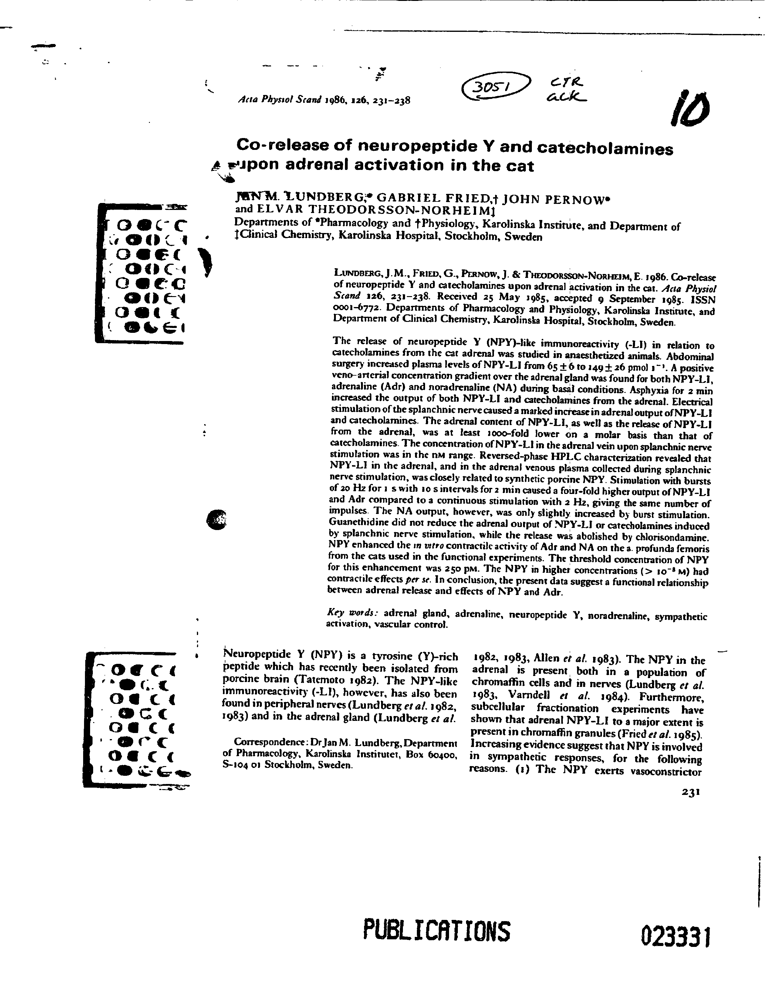 3051
CTR
ack
10
Acta Physiol Scand 1986, 126, 231–238
Co-release of neuropeptide Y and catecholamines
upon adrenal activation in the cat
JAN M. LUNDBERG,* GABRIEL FRIED,† JOHN PERNOW*
and ELVAR THEODORSSON-NORHEIM‡
Departments of *Pharmacology and †Physiology, Karolinska Institute, and Department of
‡Clinical Chemistry, Karolinska Hospital, Stockholm, Sweden
LUNDBERG, J.M., FRIED, G., PERNOW, J. & THEODORSSON-NORHEIM, E. 1986. Co-release
of neuropeptide Y and catecholamines upon adrenal activation in the cat. Acta Physiol
Scand 126, 231–238. Received 25 May 1985, accepted 9 September 1985. ISSN
0001–6772. Departments of Pharmacology and Physiology, Karolinska Institute, and
Department of Clinical Chemistry, Karolinska Hospital, Stockholm, Sweden.
The release of neuropeptide Y (NPY)-like immunoreactivity (-LI) in relation to
catecholamines from the cat adrenal was studied in anaesthetized animals. Abdominal
surgery increased plasma levels of NPY-LI from 65 ± 6 to 149 ± 26 pmol l⁻¹. A positive
veno-arterial concentration gradient over the adrenal gland was found for both NPY-LI,
adrenaline (Adr) and noradrenaline (NA) during basal conditions. Asphyxia for 2 min
increased the output of both NPY-LI and catecholamines from the adrenal. Electrical
stimulation of the splanchnic nerve caused a marked increase in adrenal output of NPY-LI
and catecholamines. The adrenal content of NPY-LI, as well as the release of NPY-LI
from the adrenal, was at least 1000-fold lower on a molar basis than that of
catecholamines. The concentration of NPY-LI in the adrenal vein upon splanchnic nerve
stimulation was in the nM range. Reversed-phase HPLC characterization revealed that
NPY-LI in the adrenal, and in the adrenal venous plasma collected during splanchnic
nerve stimulation, was closely related to synthetic porcine NPY. Stimulation with bursts
of 20 Hz for 1 s with 10 s intervals for 2 min caused a four-fold higher output of NPY-LI
and Adr compared to a continuous stimulation with 2 Hz, giving the same number of
impulses. The NA output, however, was only slightly increased by burst stimulation.
Guanethidine did not reduce the adrenal output of NPY-LI or catecholamines induced
by splanchnic nerve stimulation, while the release was abolished by chlorisondamine.
NPY enhanced the in vitro contractile activity of Adr and NA on the a. profunda femoris
from the cats used in the functional experiments. The threshold concentration of NPY
for this enhancement was 250 pM. The NPY in higher concentrations (> 10⁻⁸ M) had
contractile effects per se. In conclusion, the present data suggest a functional relationship
between adrenal release and effects of NPY and Adr.
Key words: adrenal gland, adrenaline, neuropeptide Y, noradrenaline, sympathetic
activation, vascular control.
Neuropeptide Y (NPY) is a tyrosine (Y)-rich
peptide which has recently been isolated from
porcine brain (Tatemoto 1982). The NPY-like
immunoreactivity (-LI), however, has also been
found in peripheral nerves (Lundberg et al. 1982,
1983) and in the adrenal gland (Lundberg et al.
Correspondence: Dr Jan M. Lundberg, Department
of Pharmacology, Karolinska Institutet, Box 60400,
S-104 01 Stockholm, Sweden.
1982, 1983, Allen et al. 1983). The NPY in the
adrenal is present both in a population of
chromaffin cells and in nerves (Lundberg et al.
1983, Varndell et al. 1984). Furthermore,
subcellular fractionation experiments have
shown that adrenal NPY-LI to a major extent is
present in chromaffin granules (Fried et al. 1985).
Increasing evidence suggest that NPY is involved
in sympathetic responses, for the following
reasons. (1) The NPY exerts vasoconstrictor
231
PUBLICATIONS
023331